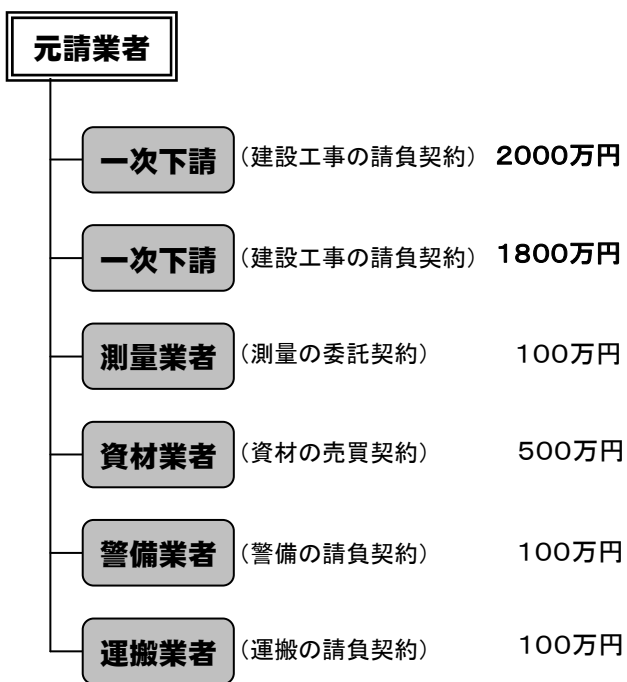 元請業者
一次下請 (建設工事の請負契約) 2000万円
一次下請 (建設工事の請負契約) 1800万円
測量業者 (測量の委託契約) 100万円
資材業者 (資材の売買契約) 500万円
警備業者 (警備の請負契約) 100万円
運搬業者 (運搬の請負契約) 100万円